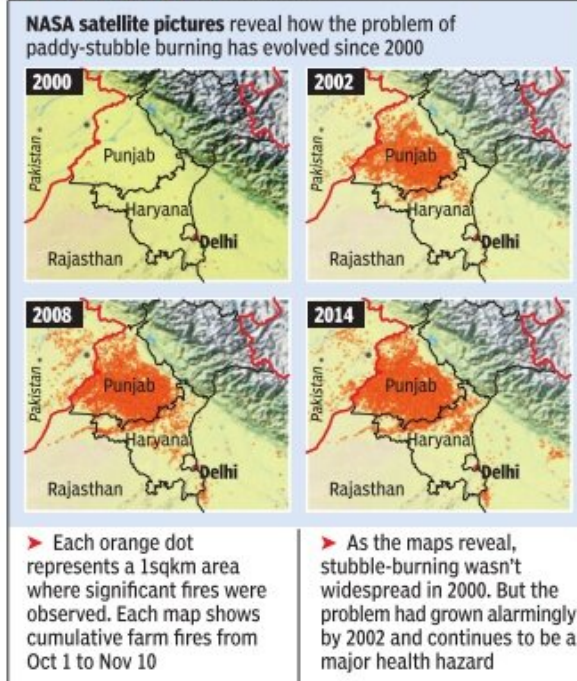 NASA satellite pictures reveal how the problem of
paddy-stubble burning has evolved since 2000
2000
Pakistan
Punjab
Haryana
Delhi
Rajasthan
2002
Pakistan
Punjab
Haryana
Delhi
Rajasthan
2008
Pakistan
Punjab
Haryana
Delhi
Rajasthan
2014
Pakistan
Punjab
Haryana
Delhi
Rajasthan
➤ Each orange dot
represents a 1sqkm area
where significant fires were
observed. Each map shows
cumulative farm fires from
Oct 1 to Nov 10
➤ As the maps reveal,
stubble-burning wasn't
widespread in 2000. But the
problem had grown alarmingly
by 2002 and continues to be a
major health hazard